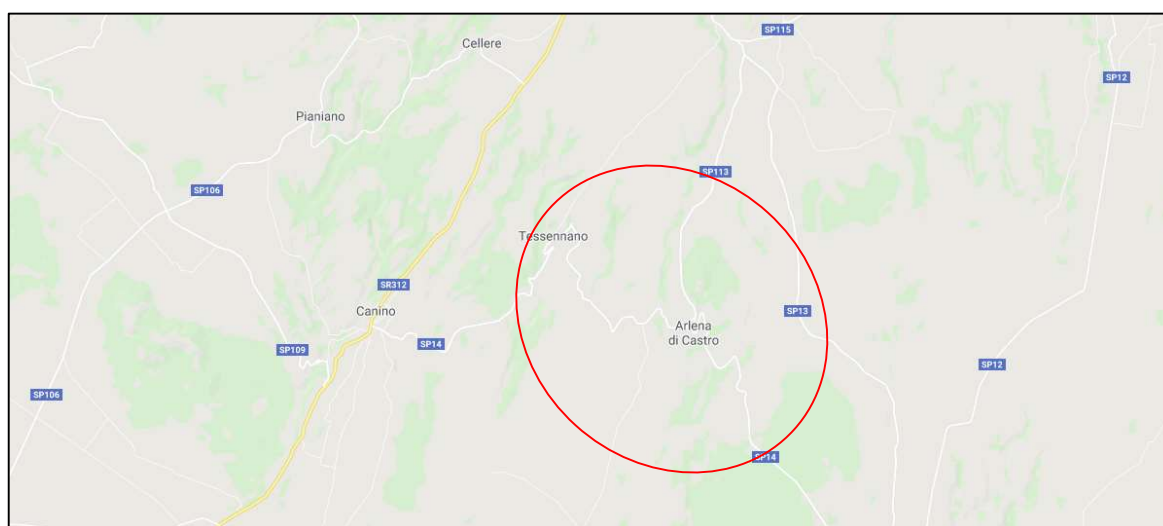 SP115
Cellere
SP12
Pianiano
SP113
SP106
Tessennano
SR312
Canino
SP13
Arlena
di Castro
SP14
SP109
SP12
SP106
SP14